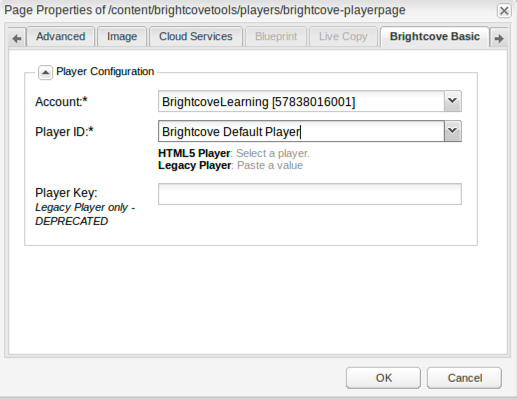 Page Properties of /content/brightcovetools/players/brightcove-playerpage
Advanced Image Cloud Services Blueprint Live Copy Brightcove Basic
Player Configuration
Account:* BrightcoveLearning [57838016001]
Player ID:* Brightcove Default Player
HTML5 Player: Select a player.
Legacy Player: Paste a value
Player Key:
Legacy Player only -
DEPRECATED
OK Cancel